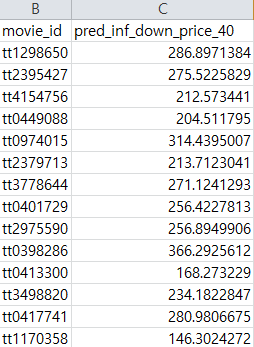 B C
movie_id pred_inf_down_price_40
tt1298650 286.8971384
tt2395427 275.5225829
tt4154756 212.573441
tt0449088 204.511795
tt0974015 314.4395007
tt2379713 213.7123041
tt3778644 271.1241293
tt0401729 256.4227813
tt2975590 256.8949906
tt0398286 366.2925612
tt0413300 168.273229
tt3498820 234.1822847
tt0417741 280.9806675
tt1170358 146.3024272